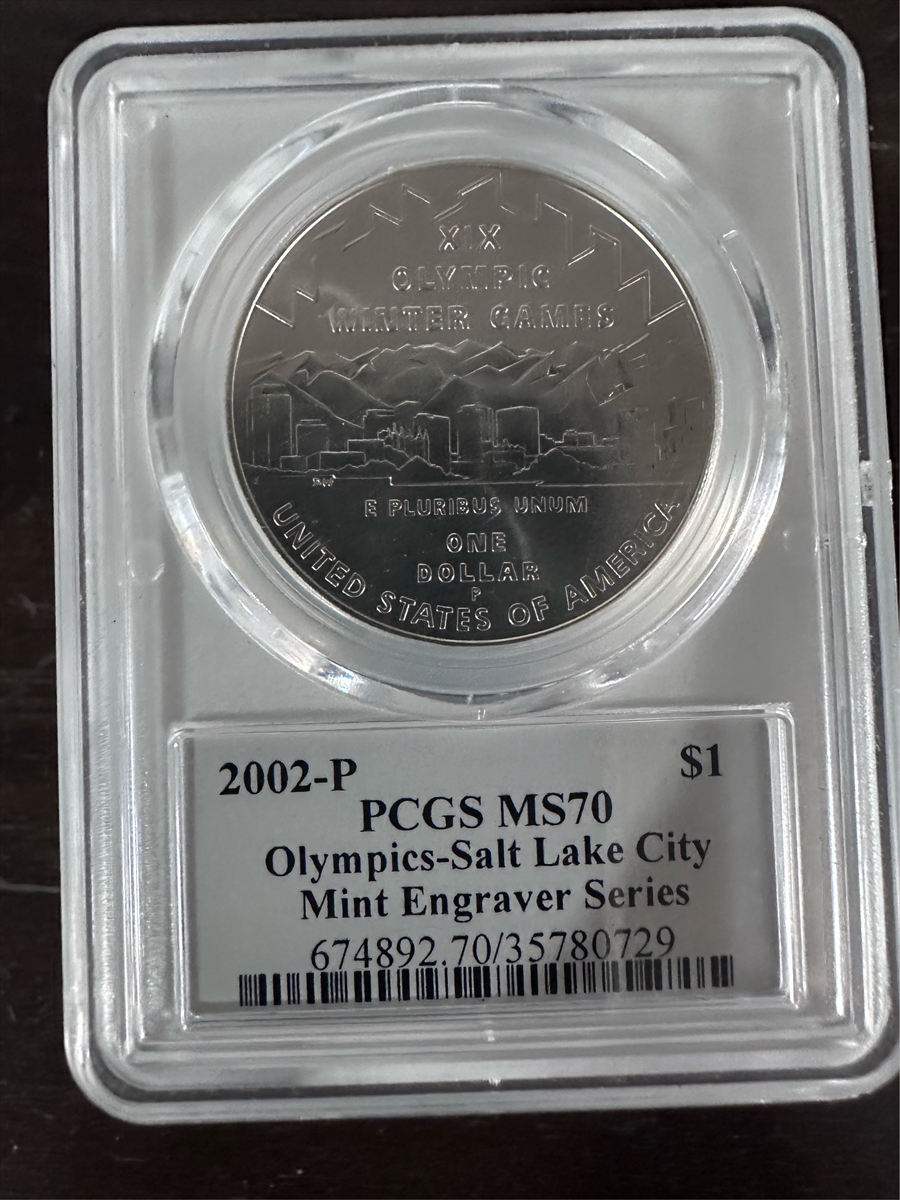 XIX
OLYMPIC
WINTER GAMES
E PLURIBUS UNUM
ONE
DOLLAR
P
UNITED STATES OF AMERICA
2002-P $1
PCGS MS70
Olympics-Salt Lake City
Mint Engraver Series
674892.70/35780729